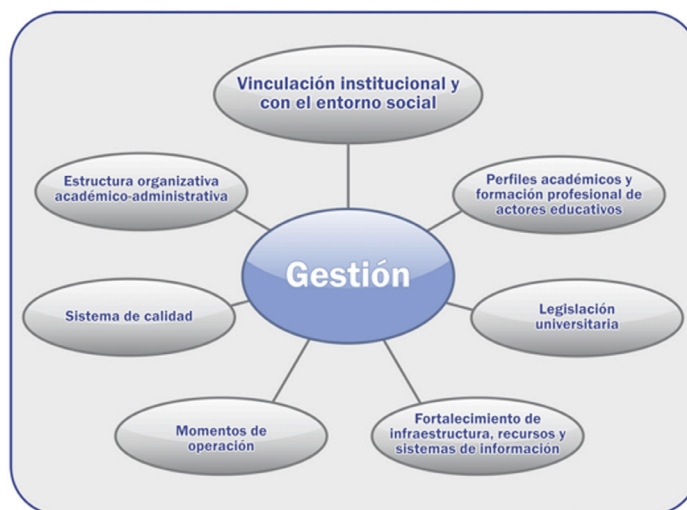 Vinculación institucional y
con el entorno social
Estructura organizativa
académico-administrativa
Perfiles académicos y
formación profesional de
actores educativos
Gestión
Sistema de calidad
Legislación
universitaria
Momentos de
operación
Fortalecimiento de
infraestructura, recursos y
sistemas de información